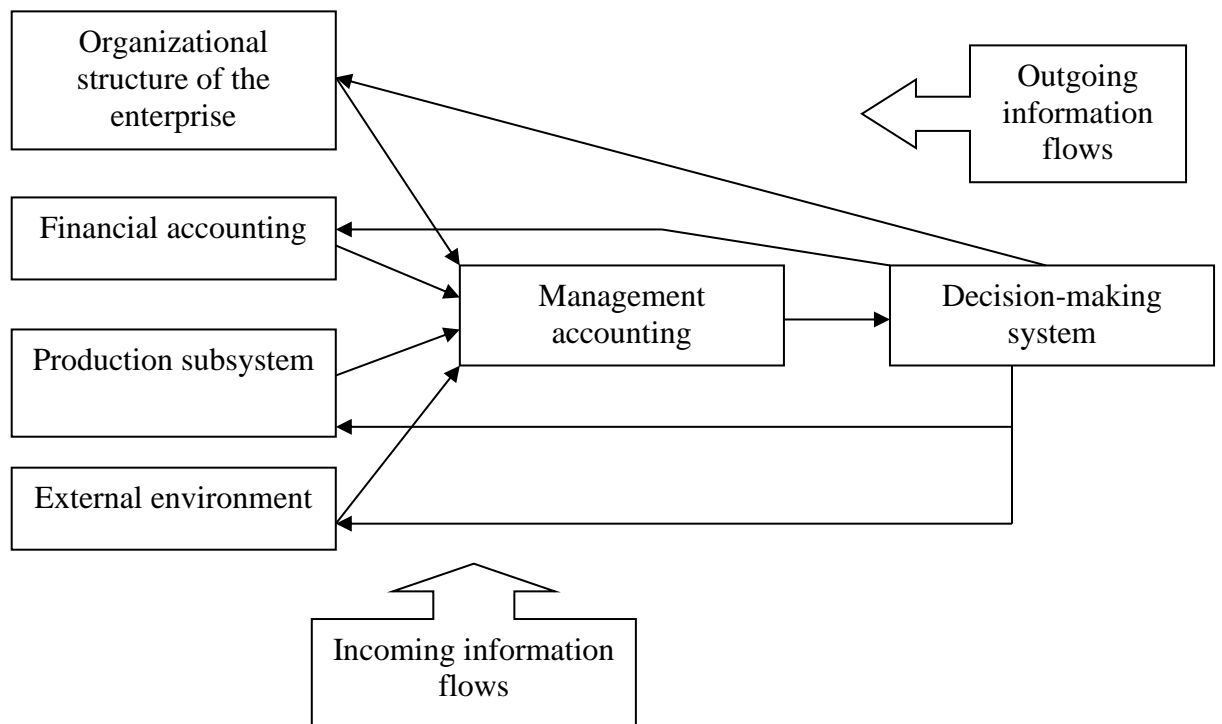 Organizational
structure of the
enterprise
Outgoing
information
flows
Financial accounting
Management
accounting
Decision-making
system
Production subsystem
External environment
Incoming information
flows